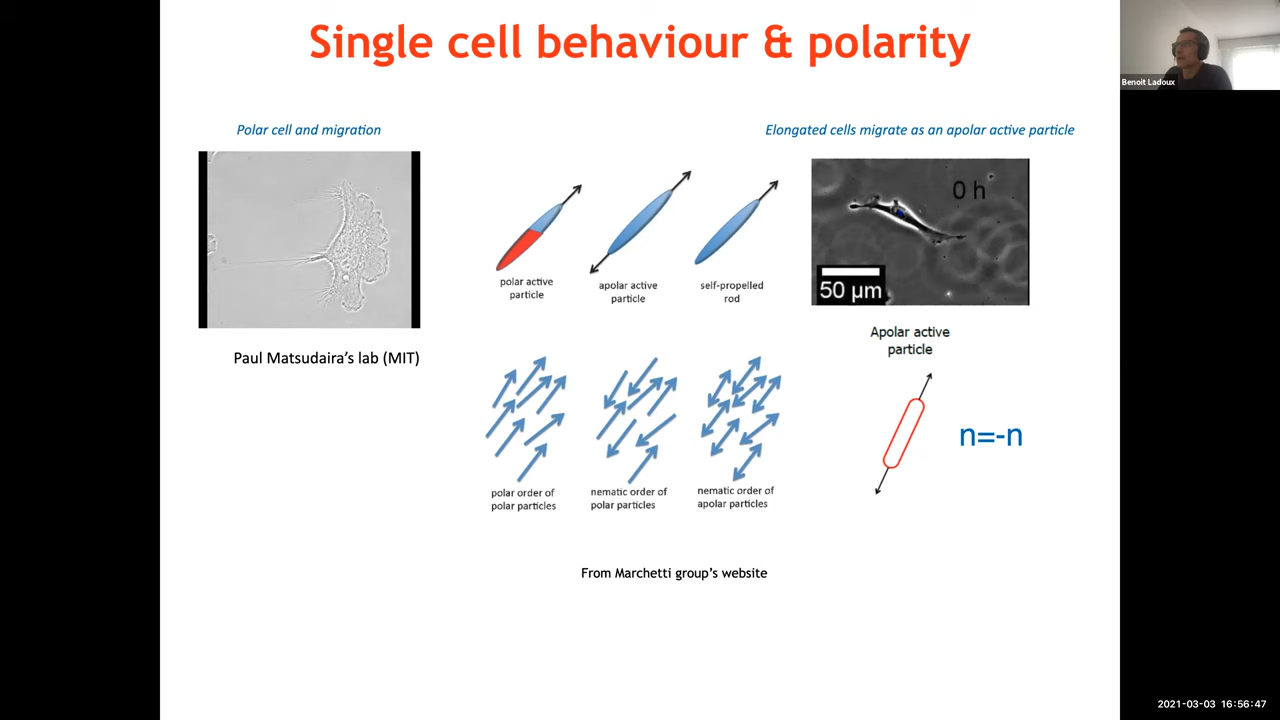 Single cell behaviour & polarity
Benoit Ladoux
Polar cell and migration
Elongated cells migrate as an apolar active particle
0 h
50 μm
polar active
particle
apolar active
particle
self-propelled
rod
Paul Matsudaira's lab (MIT)
Apolar active
particle
n=-n
polar order of
polar particles
nematic order of
polar particles
nematic order of
apolar particles
From Marchetti group's website
2021-03-03 16:56:47